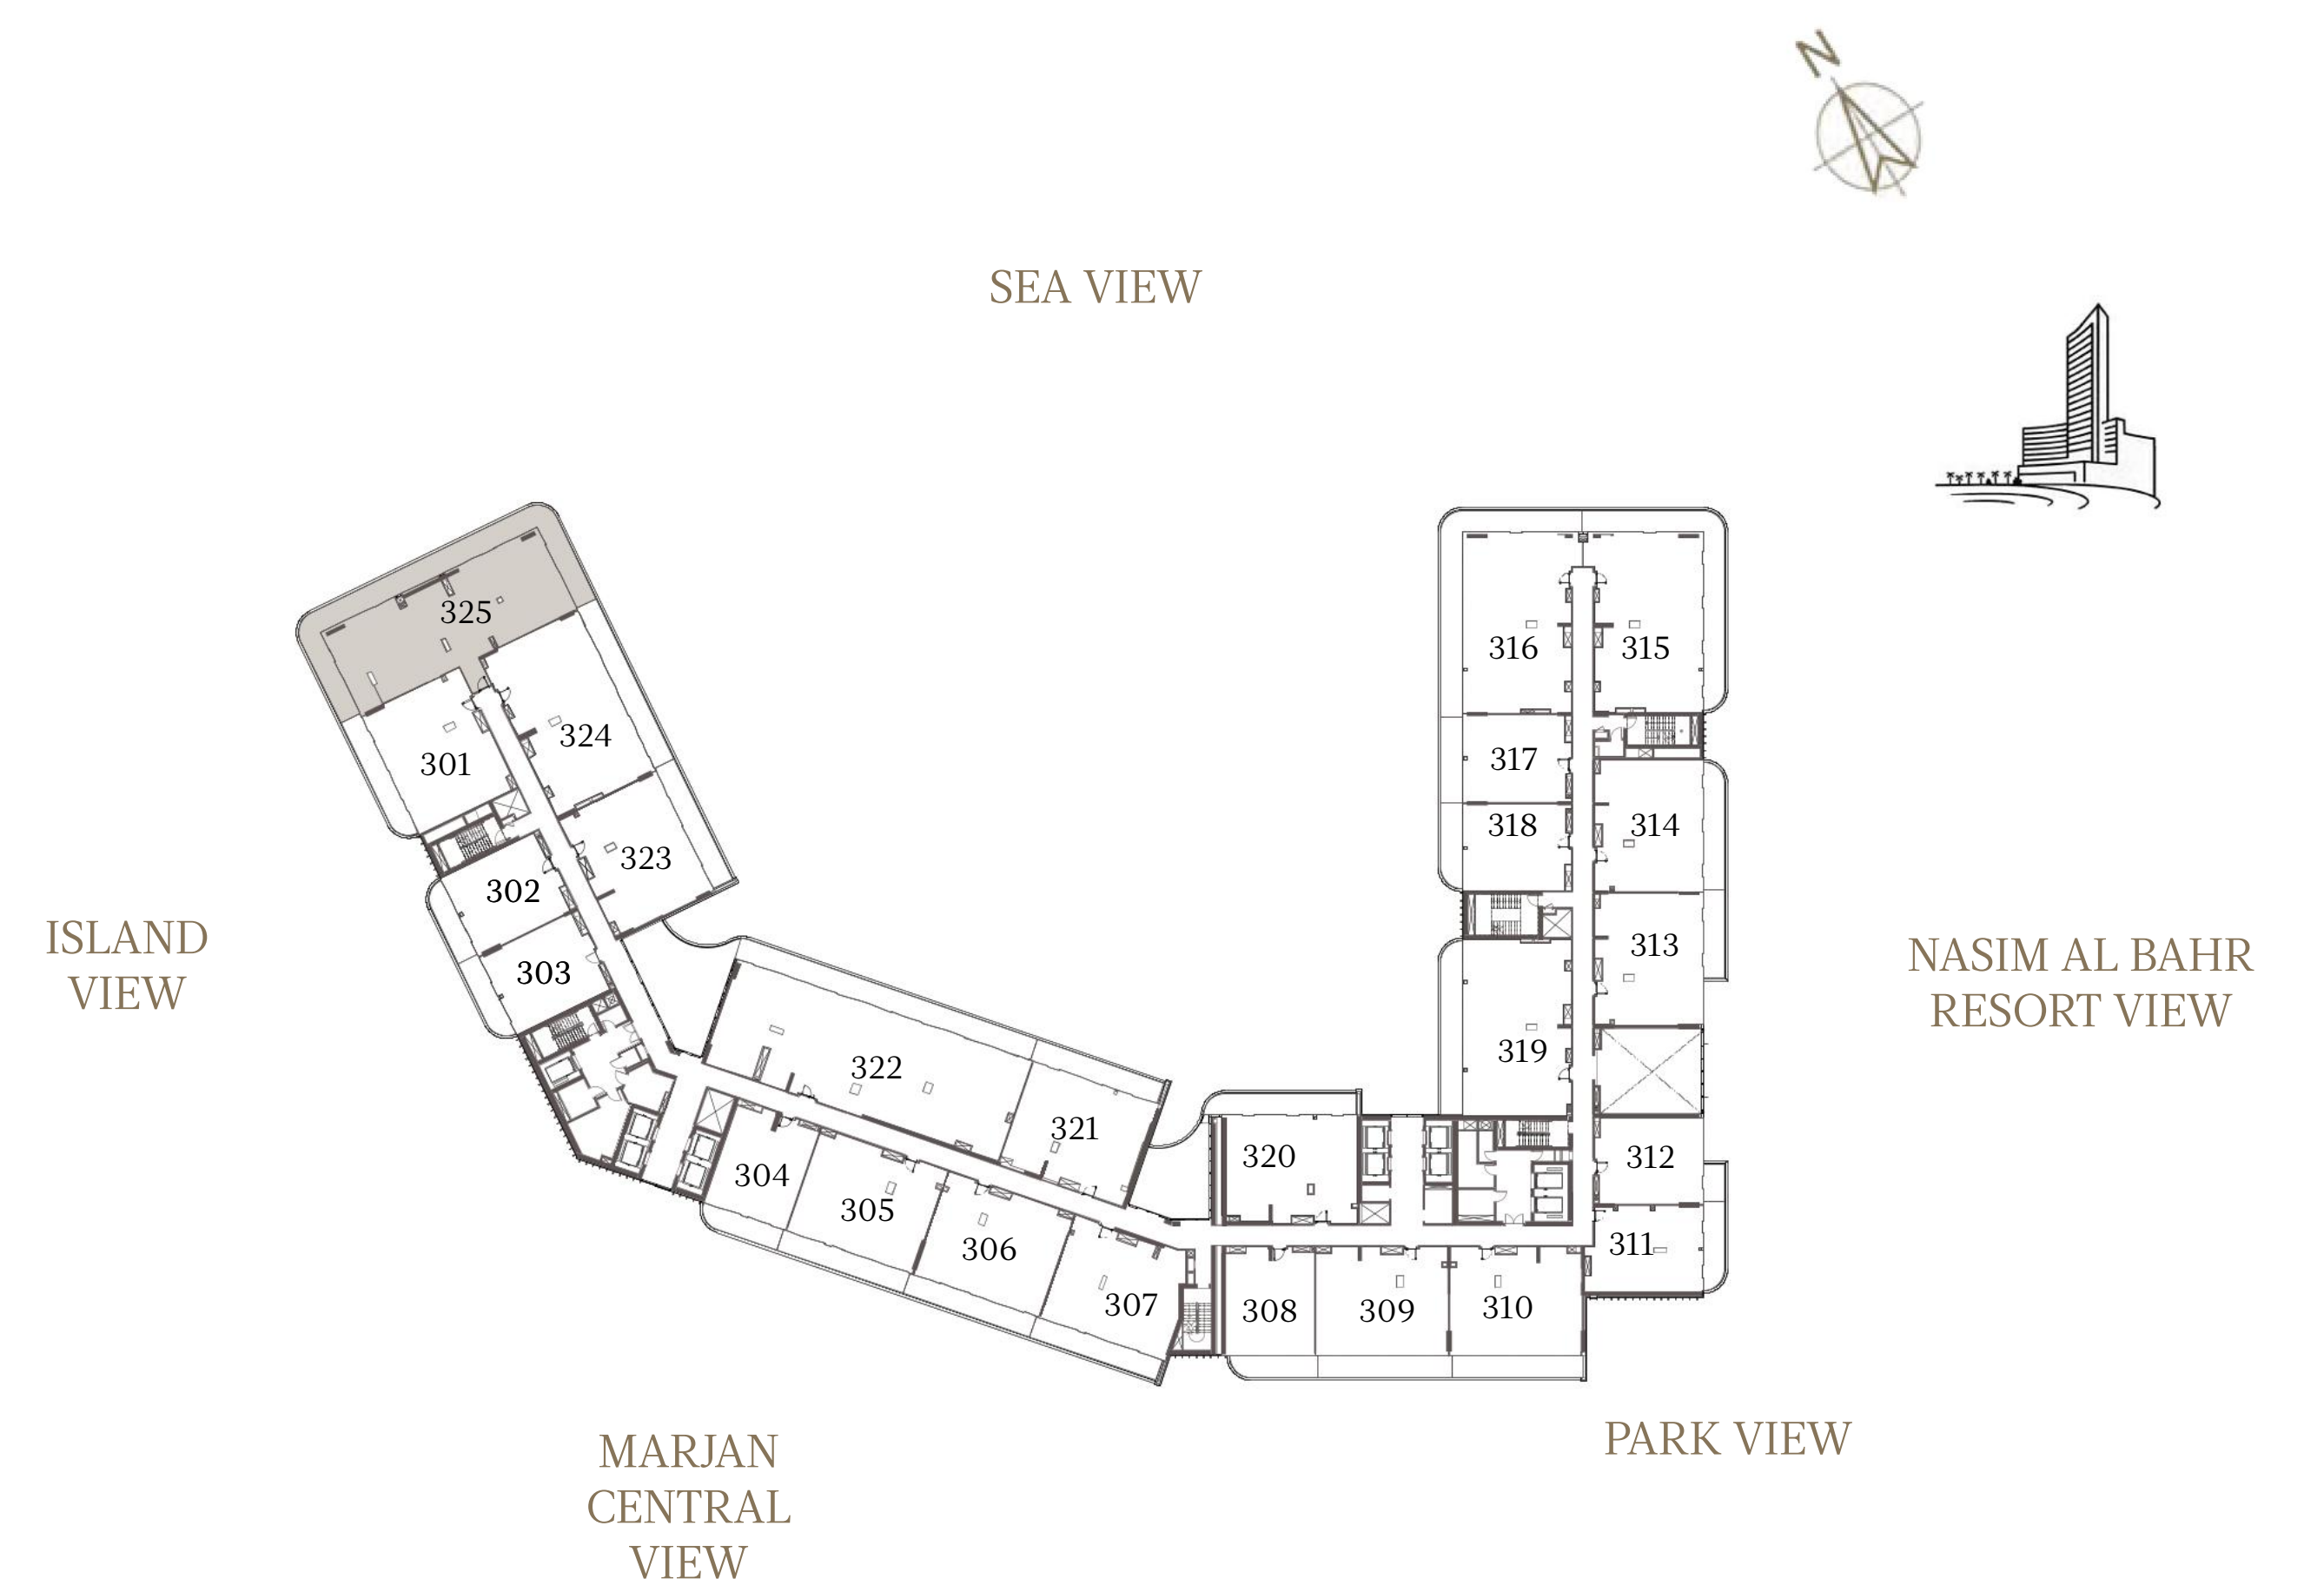 N
SEA VIEW
325
324
301
323
302
303
322
321
304
305
306
307
316
315
317
318
314
313
319
320
312
311
308
309
310
ISLAND
VIEW
NASIM AL BAHR
RESORT VIEW
PARK VIEW
MARJAN
CENTRAL
VIEW